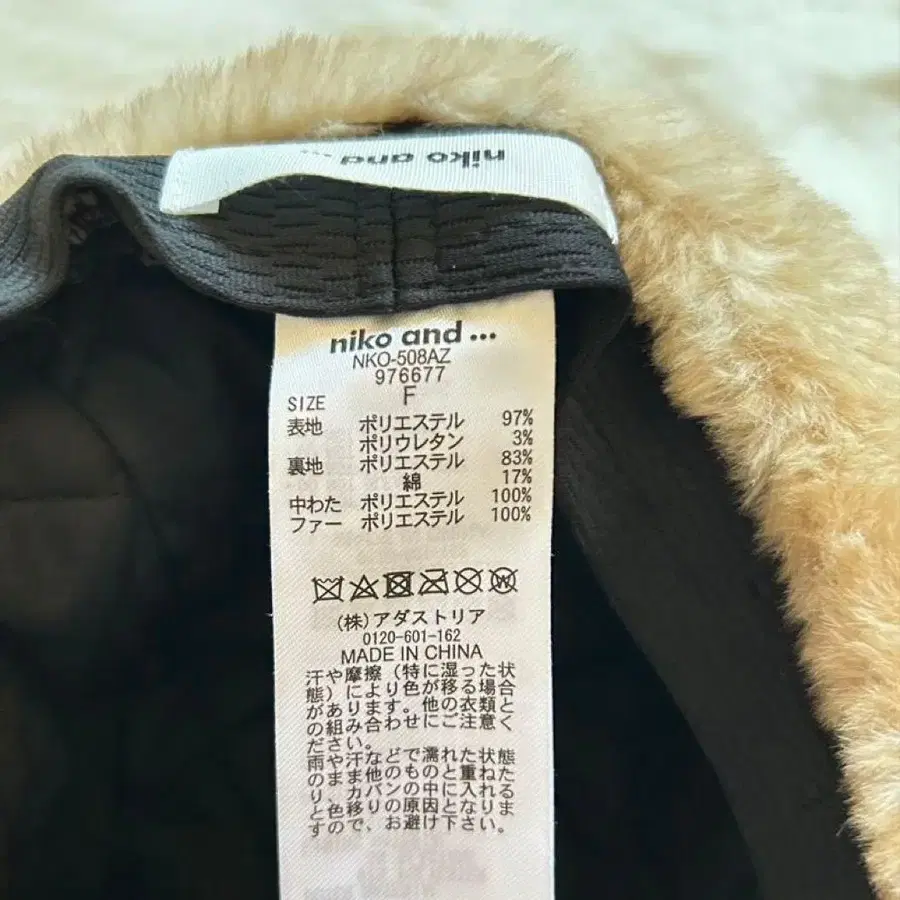 niko and ...
niko and ...
NKO-508AZ
976677
SIZE F
表地 ポリエステル 97%
ポリウレタン 3%
裏地 ポリエステル 83%
綿 17%
中わた ポリエステル 100%
ファー ポリエステル 100%
(株)アダストリア
0120-601-162
MADE IN CHINA
汗や摩擦（特に湿った状
態）により色が移る場合
があります。他の衣類と
の組み合わせにご注意く
ださい。
雨や汗などで濡れた状態
のまま他のものと重ねた
り、カバンの中に入れる
と色移りの原因となりま
すので、お避け下さい。